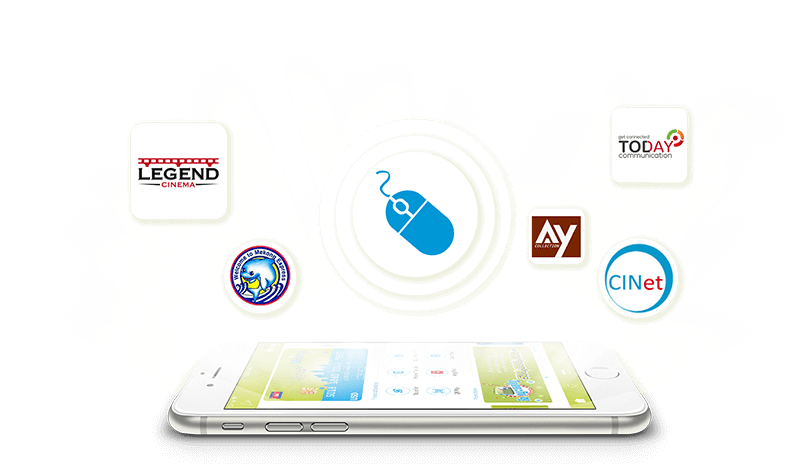 LEGEND
CINEMA
get connected
TODAY
communication
AY
COLLECTION
Welcome to Mekong Express
CINet